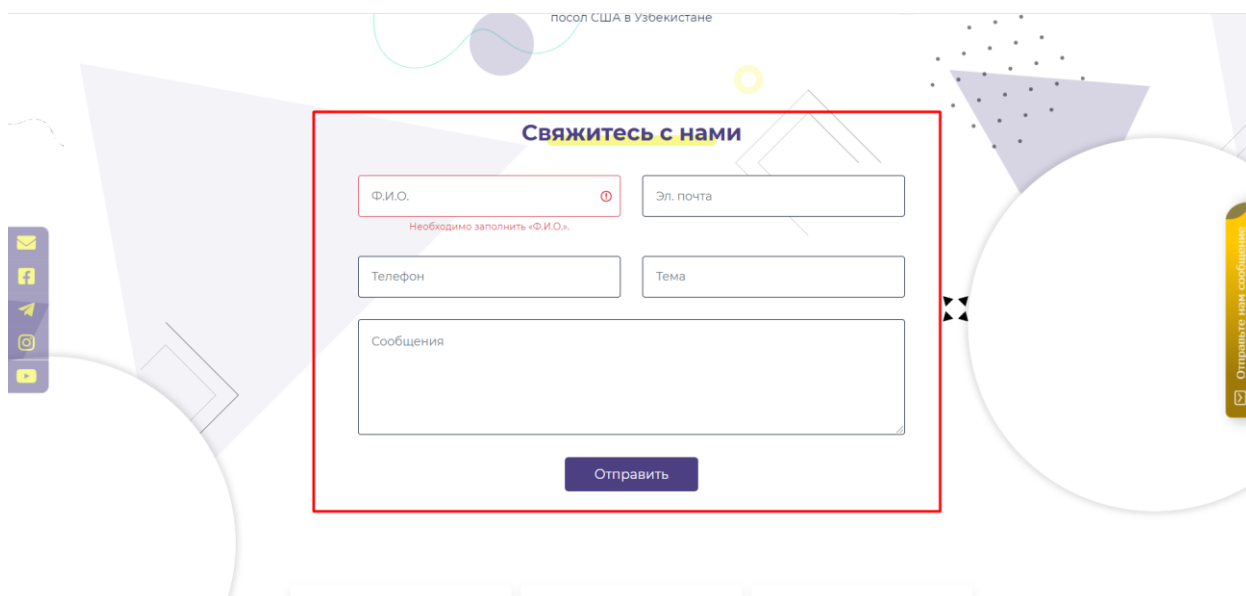 посол США в Узбекистане
Свяжитесь с нами
Ф.И.О.
Эл. почта
Необходимо заполнить «Ф.И.О.».
Телефон
Тема
Сообщения
Отправить
Отправьте нам сообщение